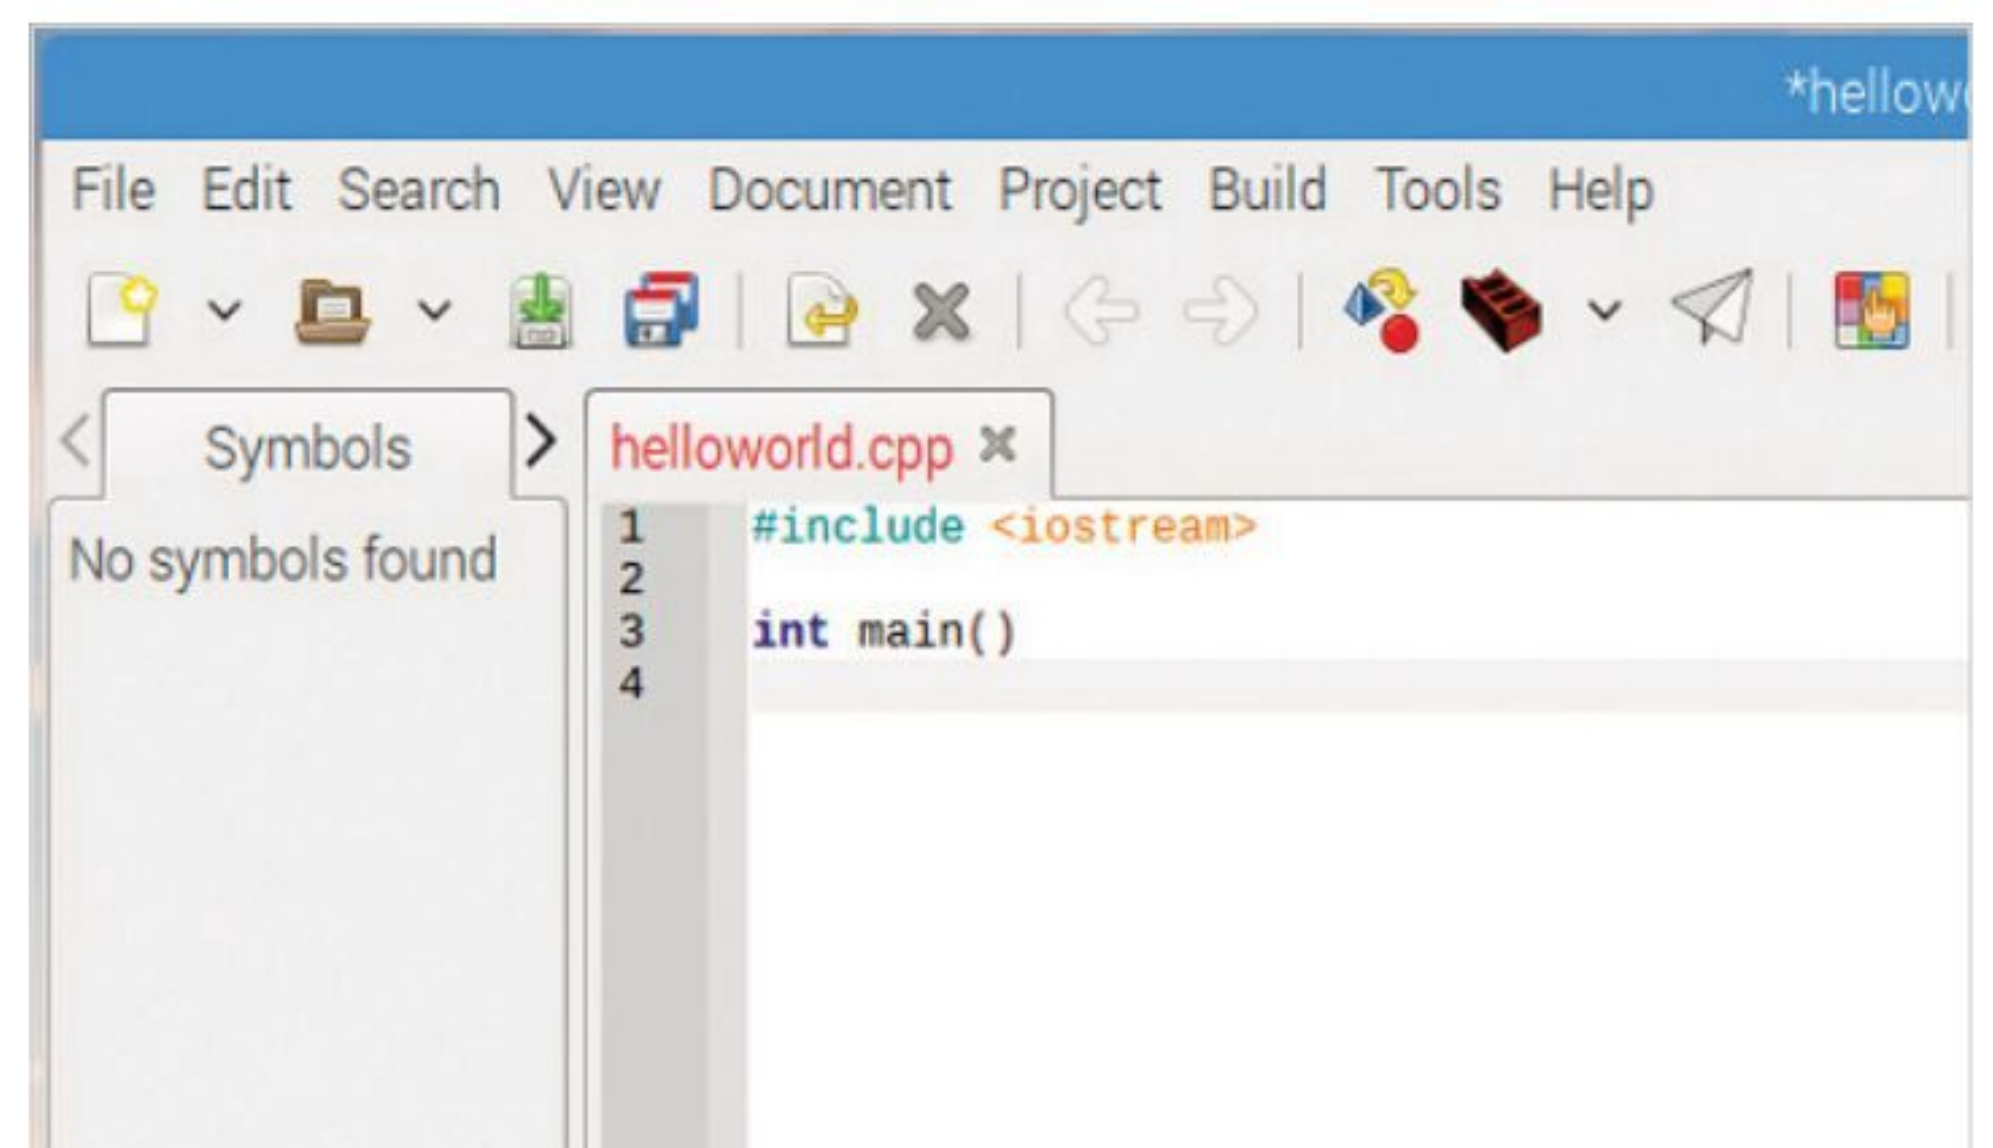 *hellow
File Edit Search View Document Project Build Tools Help
Symbols
helloworld.cpp
No symbols found
1 #include <iostream>
2
3 int main()
4